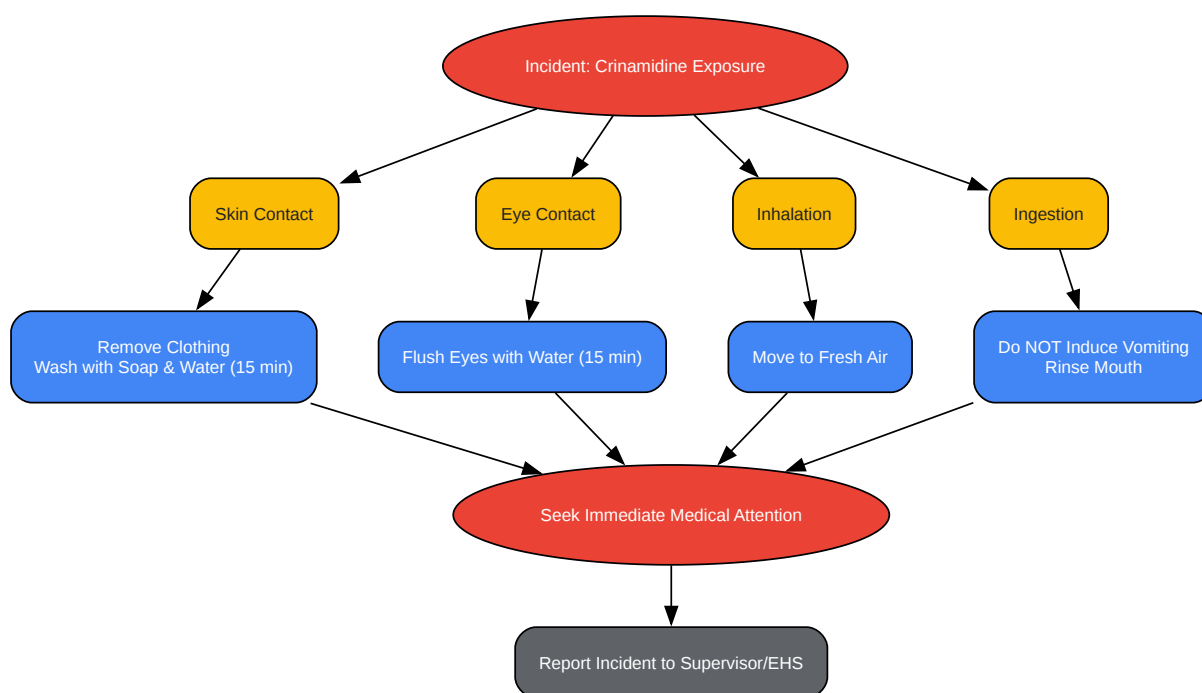 Incident: Crinamidine Exposure
Skin Contact
Eye Contact
Inhalation
Ingestion
Remove Clothing
Wash with Soap & Water (15 min)
Flush Eyes with Water (15 min)
Move to Fresh Air
Do NOT Induce Vomiting
Rinse Mouth
Seek Immediate Medical Attention
Report Incident to Supervisor/EHS